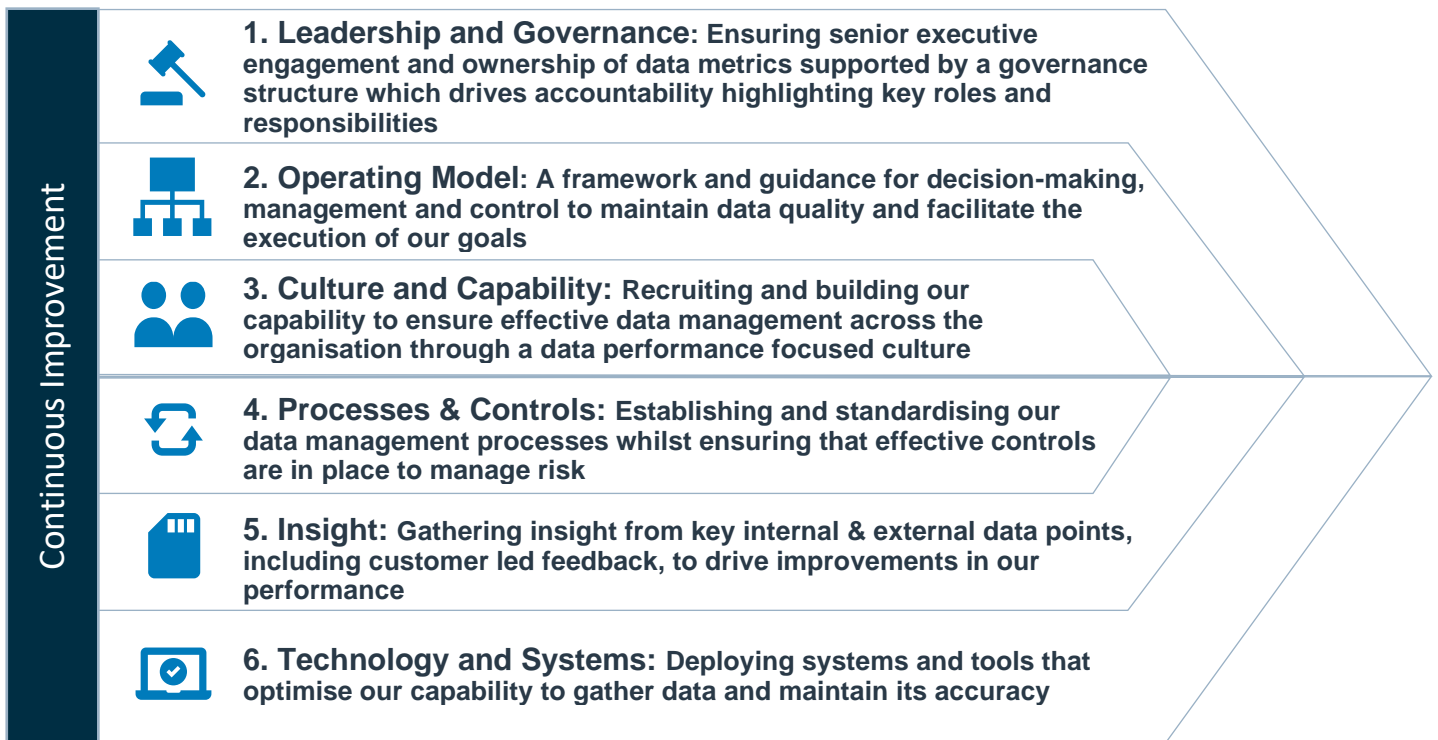 Continuous Improvement
1. Leadership and Governance: Ensuring senior executive
engagement and ownership of data metrics supported by a governance
structure which drives accountability highlighting key roles and
responsibilities
2. Operating Model: A framework and guidance for decision-making,
management and control to maintain data quality and facilitate the
execution of our goals
3. Culture and Capability: Recruiting and building our
capability to ensure effective data management across the
organisation through a data performance focused culture
4. Processes & Controls: Establishing and standardising our
data management processes whilst ensuring that effective controls
are in place to manage risk
5. Insight: Gathering insight from key internal & external data points,
including customer led feedback, to drive improvements in our
performance
6. Technology and Systems: Deploying systems and tools that
optimise our capability to gather data and maintain its accuracy